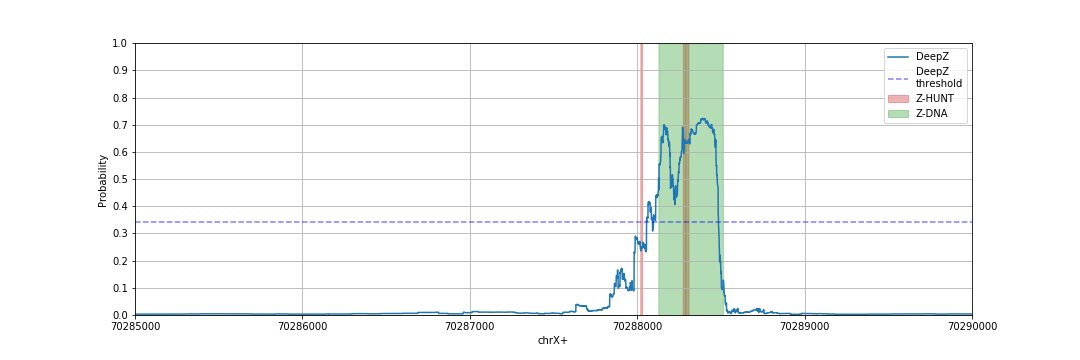 1.0
0.9
0.8
0.7
0.6
0.5
0.4
0.3
0.2
0.1
0.0
Probability
70285000
70286000
70287000
70288000
70289000
70290000
chrX+
DeepZ
DeepZ
threshold
Z-HUNT
Z-DNA